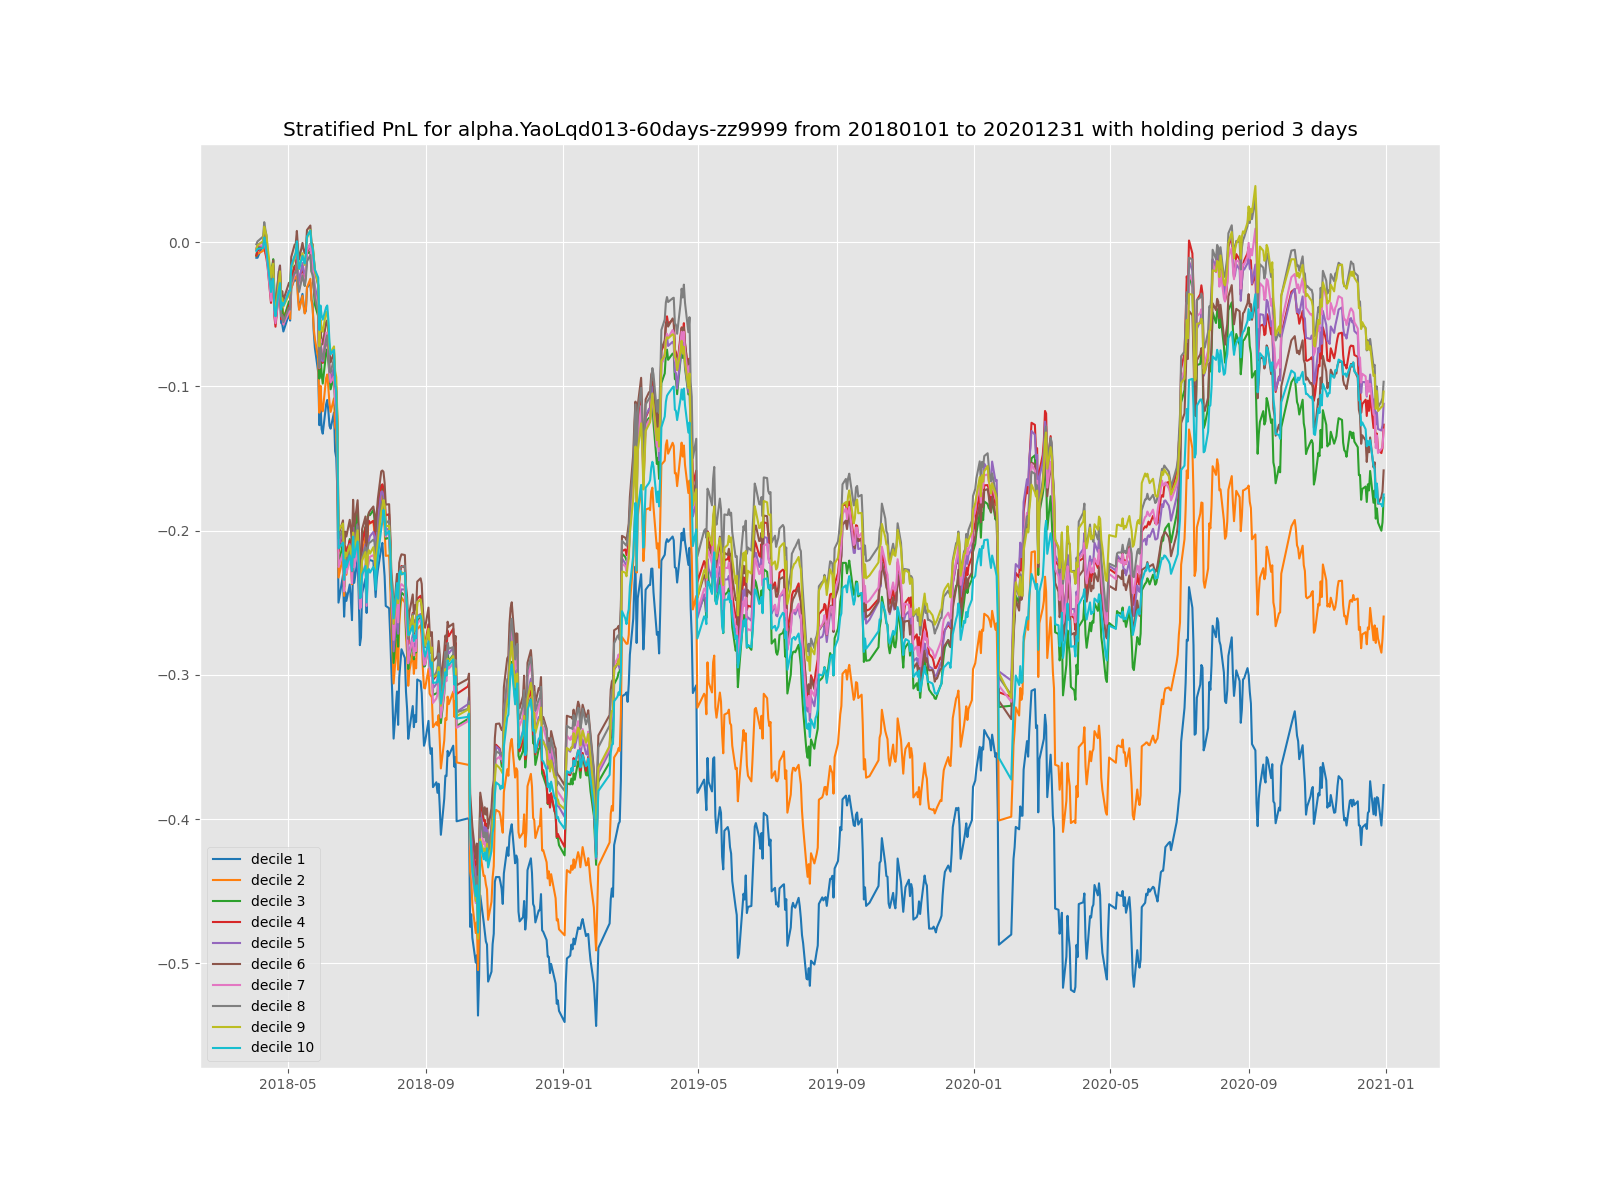 Stratified PnL for alpha.YaoLqd013-60days-zz9999 from 20180101 to 20201231 with holding period 3 days
0.0
−0.1
−0.2
−0.3
−0.4
−0.5
decile 1
decile 2
decile 3
decile 4
decile 5
decile 6
decile 7
decile 8
decile 9
decile 10
2018-05 2018-09 2019-01 2019-05 2019-09 2020-01 2020-05 2020-09 2021-01